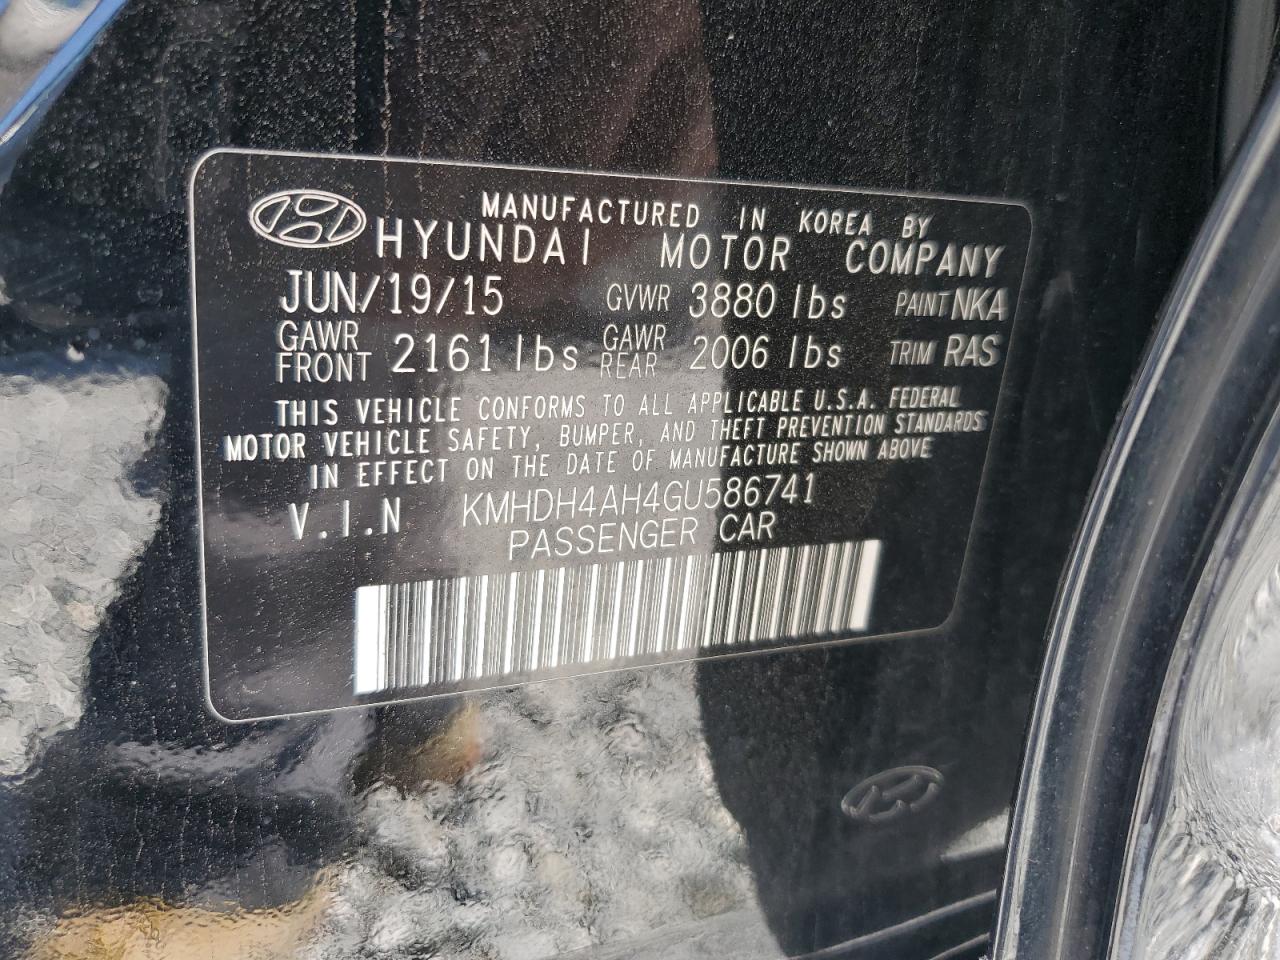 MANUFACTURED IN KOREA BY
HYUNDAI MOTOR COMPANY
JUN/19/15 GVWR 3880 lbs PAINT NKA
GAWR FRONT 2161 lbs GAWR REAR 2006 lbs TRIM RAS
THIS VEHICLE CONFORMS TO ALL APPLICABLE U.S.A. FEDERAL
MOTOR VEHICLE SAFETY, BUMPER, AND THEFT PREVENTION STANDARDS
IN EFFECT ON THE DATE OF MANUFACTURE SHOWN ABOVE
V.I.N KMHDH4AH4GU586741
PASSENGER CAR